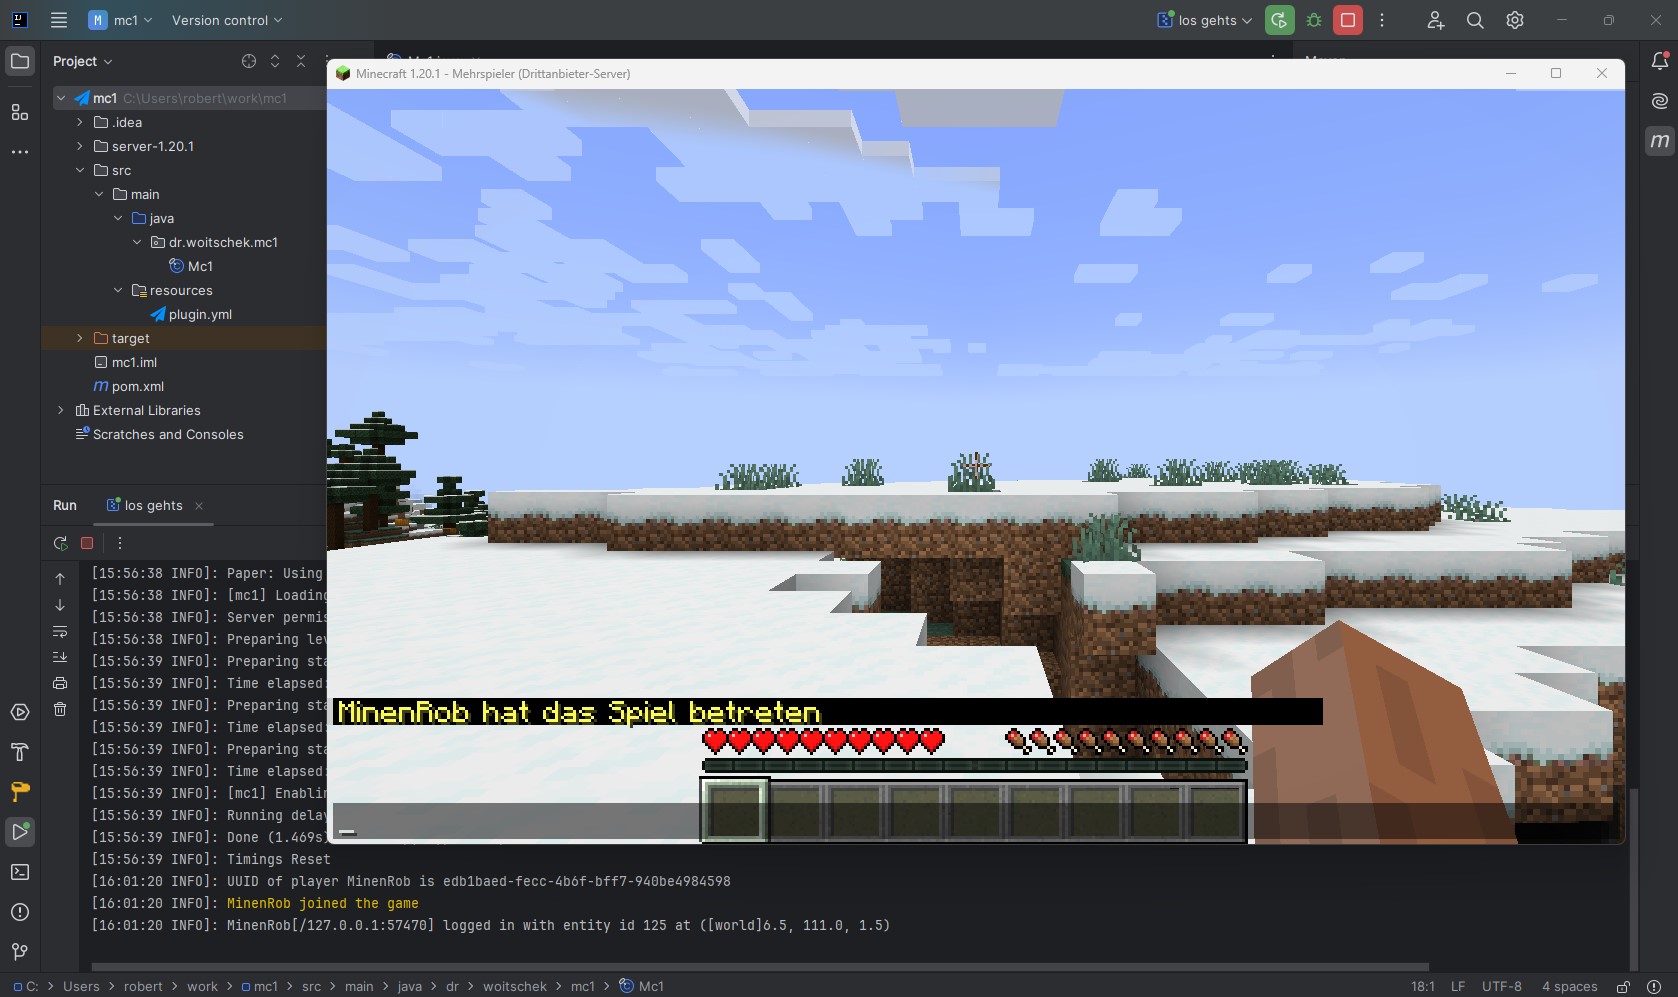 M mc1 Version control los gehts
Project
Minecraft 1.20.1 - Mehrspieler (Drittanbieter-Server)
mc1 C:\Users\robert\work\mc1
.idea
server-1.20.1
src
main
java
dr.woitschek.mc1
Mc1
resources
plugin.yml
target
mc1.iml
m pom.xml
External Libraries
Scratches and Consoles
m
Run los gehts
[15:56:38 INFO]: Paper: Using
[15:56:38 INFO]: [mc1] Loading
[15:56:38 INFO]: Server permis
[15:56:38 INFO]: Preparing lev
[15:56:39 INFO]: Preparing sta
[15:56:39 INFO]: Time elapsed:
[15:56:39 INFO]: Preparing sta
[15:56:39 INFO]: Time elapsed:
[15:56:39 INFO]: Preparing sta
[15:56:39 INFO]: Time elapsed:
[15:56:39 INFO]: [mc1] Enablin
[15:56:39 INFO]: Running delay
[15:56:39 INFO]: Done (1.469s)
[15:56:39 INFO]: Timings Reset
[16:01:20 INFO]: UUID of player MinenRob is edb1baed-fecc-4b6f-bff7-940be4984598
[16:01:20 INFO]: MinenRob joined the game
[16:01:20 INFO]: MinenRob[/127.0.0.1:57470] logged in with entity id 125 at ([world]6.5, 111.0, 1.5)
MinenRob hat das Spiel betreten
C: > Users > robert > work > mc1 > src > main > java > dr > woitschek > mc1 > Mc1
18:1 LF UTF-8 4 spaces